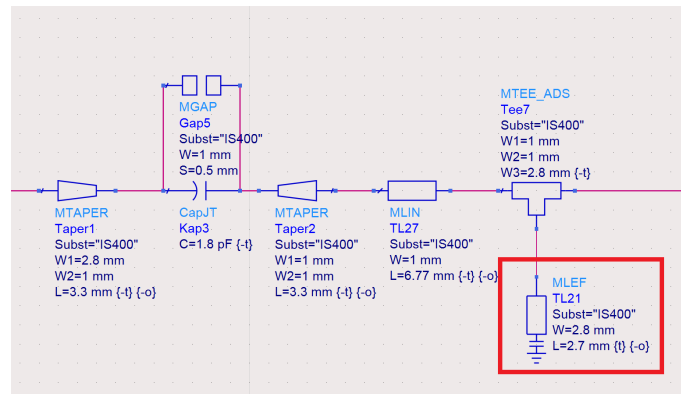 MGAP
Gap5
Subst="IS400"
W=1 mm
S=0.5 mm
MTEE_ADS
Tee7
Subst="IS400"
W1=1 mm
W2=1 mm
W3=2.8 mm {-t}
MTAPER
Taper1
Subst="IS400"
W1=2.8 mm
W2=1 mm
L=3.3 mm {-t} {-o}
CapJT
Kap3
C=1.8 pF {-t}
MTAPER
Taper2
Subst="IS400"
W1=1 mm
W2=1 mm
L=3.3 mm {-t} {-o}
MLIN
TL27
Subst="IS400"
W=1 mm
L=6.77 mm {-t} {-o}
MLEF
TL21
Subst="IS400"
W=2.8 mm
L=2.7 mm {t} {-o}